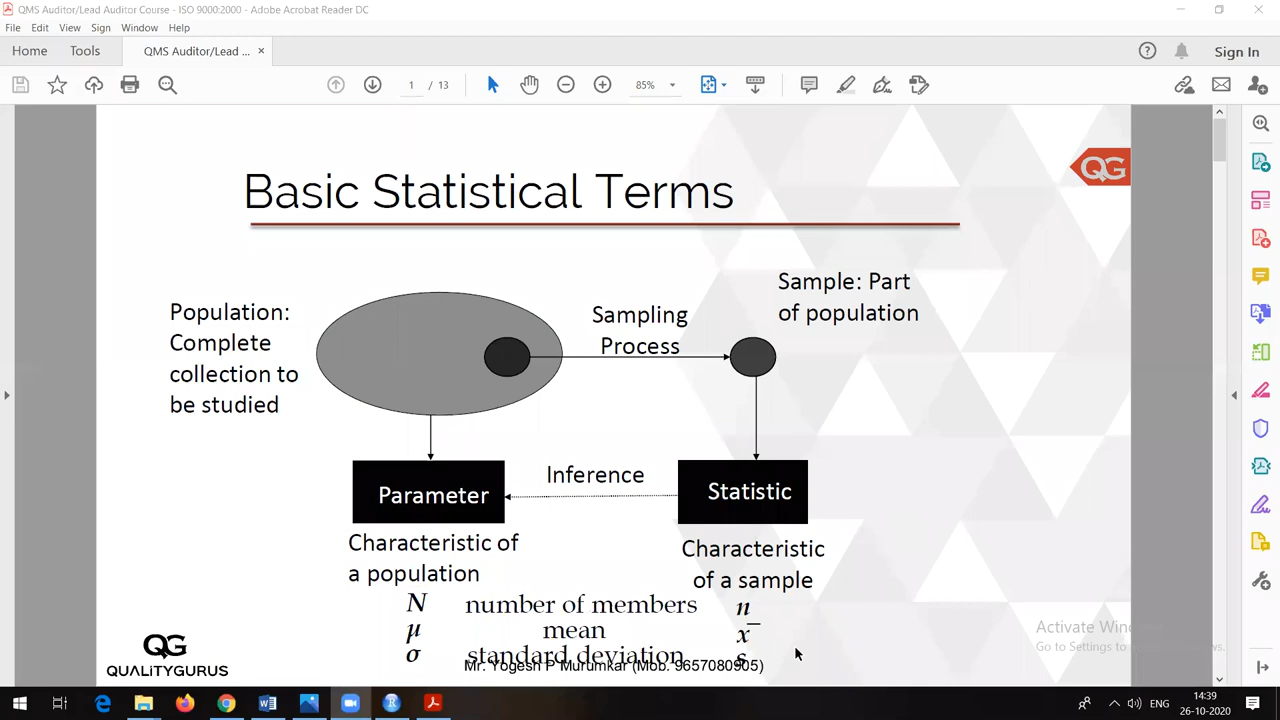 QMS Auditor/Lead Auditor Course - ISO 9000:2000 - Adobe Acrobat Reader DC
File Edit View Sign Window Help
Home Tools QMS Auditor/Lead ... × Sign In
1 / 13 85%
Basic Statistical Terms
QG
Population:
Complete
collection to
be studied
Sampling
Process
Sample: Part
of population
Parameter
Inference
Statistic
Characteristic of
a population
Characteristic
of a sample
N number of members n
μ mean x̄
σ standard deviation s
Mr. Yogesh P Murumkar (Mob. 9657080905)
QG
QUALITYGURUS
Activate
Go to Settings to
ENG
14:39
26-10-2020